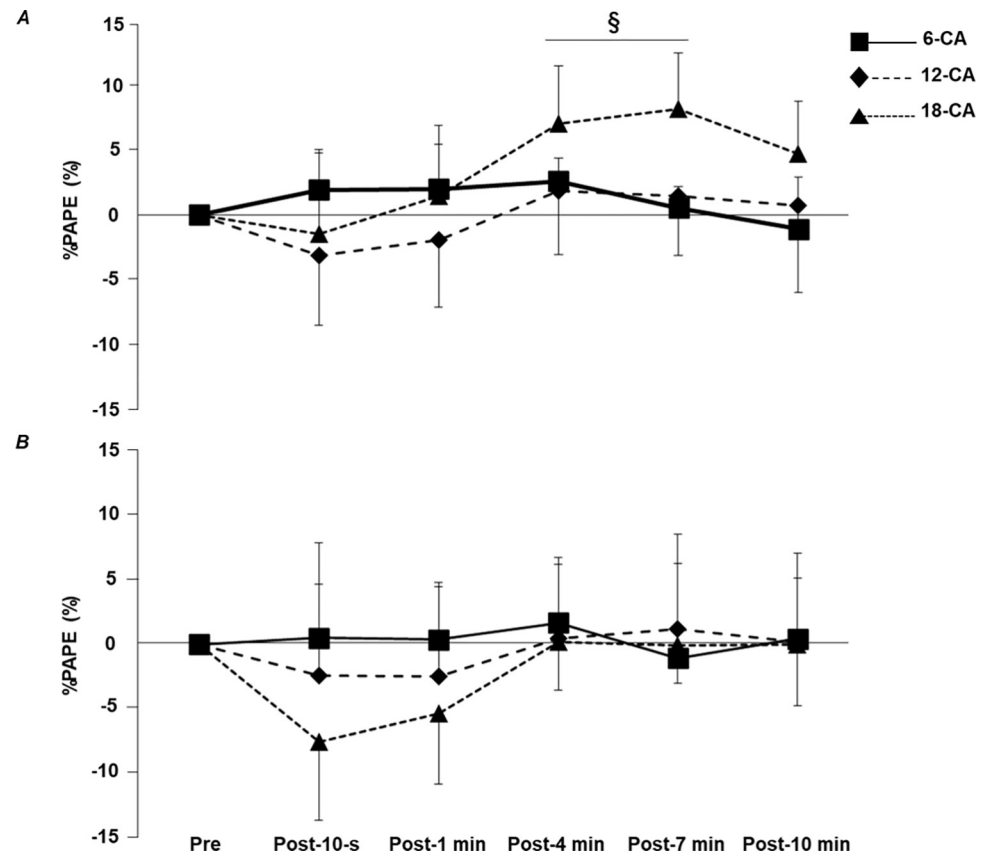 A
§
6-CA
12-CA
18-CA
%PAPE (%)
15
10
5
0
-5
-10
-15
B
%PAPE (%)
15
10
5
0
-5
-10
-15
Pre Post-10-s Post-1 min Post-4 min Post-7 min Post-10 min